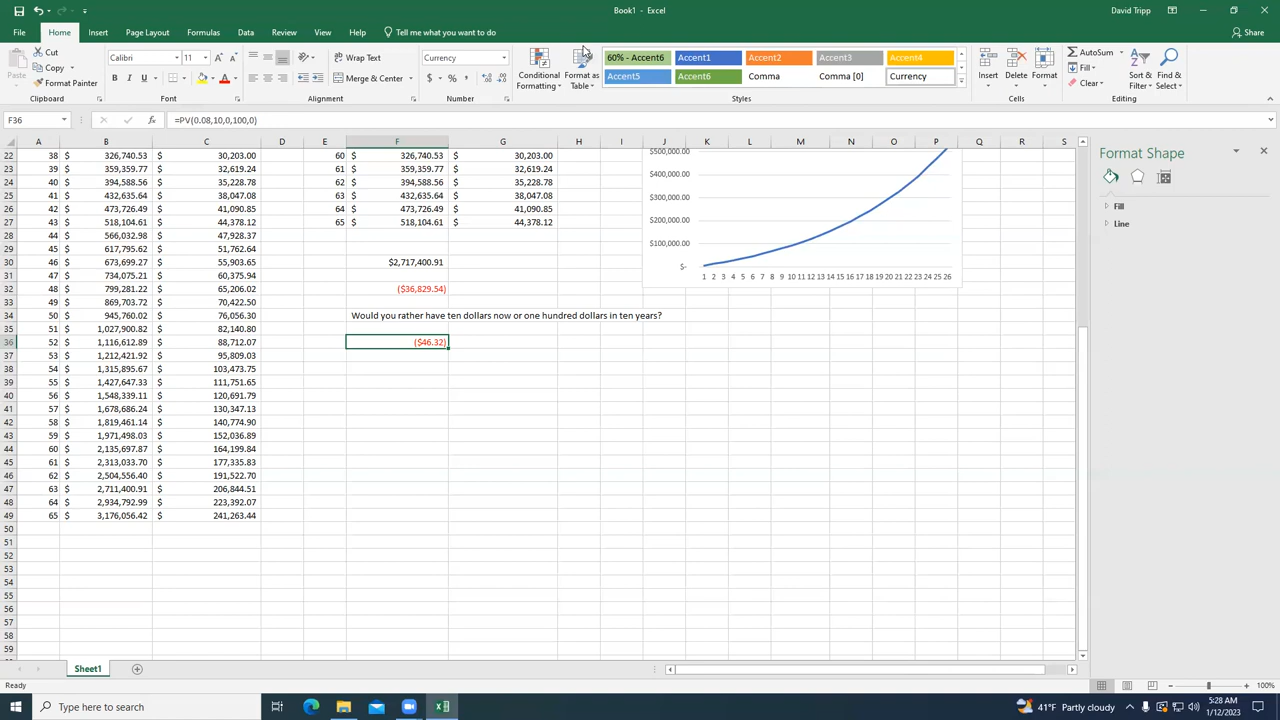 Book1 - Excel
David Tripp
File Home Insert Page Layout Formulas Data Review View Help Tell me what you want to do Share
Cut
Copy
Format Painter
Paste
Clipboard
Calibri 11
Font
Wrap Text
Merge & Center
Alignment
Currency
Number
Conditional Formatting
Format as Table
60% - Accent6 Accent1 Accent2 Accent3 Accent4
Accent5 Accent6 Comma Comma [0] Currency
Styles
Insert Delete Format
Cells
AutoSum
Fill
Clear
Sort & Filter
Find & Select
Editing
F36 fx =PV(0.08,10,0,100,0)
A B C D E F G H I J K L M N O P Q R S
22 38 $ 326,740.53 $ 30,203.00 60 $ 326,740.53 $ 30,203.00
23 39 $ 359,359.77 $ 32,619.24 61 $ 359,359.77 $ 32,619.24
24 40 $ 394,588.56 $ 35,228.78 62 $ 394,588.56 $ 35,228.78
25 41 $ 432,635.64 $ 38,047.08 63 $ 432,635.64 $ 38,047.08
26 42 $ 473,726.49 $ 41,090.85 64 $ 473,726.49 $ 41,090.85
27 43 $ 518,104.61 $ 44,378.12 65 $ 518,104.61 $ 44,378.12
28 44 $ 566,032.98 $ 47,928.37
29 45 $ 617,795.62 $ 51,762.64
30 46 $ 673,699.27 $ 55,903.65 $2,717,400.91
31 47 $ 734,075.21 $ 60,375.94
32 48 $ 799,281.22 $ 65,206.02 ($36,829.54)
33 49 $ 869,703.72 $ 70,422.50
34 50 $ 945,760.02 $ 76,056.30 Would you rather have ten dollars now or one hundred dollars in ten years?
35 51 $ 1,027,900.82 $ 82,140.80
36 52 $ 1,116,612.89 $ 88,712.07 ($46.32)
37 53 $ 1,212,421.92 $ 95,809.03
38 54 $ 1,315,895.67 $ 103,473.75
39 55 $ 1,427,647.33 $ 111,751.65
40 56 $ 1,548,339.11 $ 120,691.79
41 57 $ 1,678,686.24 $ 130,347.13
42 58 $ 1,819,461.14 $ 140,774.90
43 59 $ 1,971,498.03 $ 152,036.89
44 60 $ 2,135,697.87 $ 164,199.84
45 61 $ 2,313,033.70 $ 177,335.83
46 62 $ 2,504,556.40 $ 191,522.70
47 63 $ 2,711,400.91 $ 206,844.51
48 64 $ 2,934,792.99 $ 223,392.07
49 65 $ 3,176,056.42 $ 241,263.44
50
51
52
53
54
55
56
57
58
59
$500,000.00
$400,000.00
$300,000.00
$200,000.00
$100,000.00
$-
1 2 3 4 5 6 7 8 9 10 11 12 13 14 15 16 17 18 19 20 21 22 23 24 25 26
Format Shape
Fill
Line
Sheet1
Ready
100%
Type here to search
41°F Partly cloudy
5:28 AM
1/12/2023